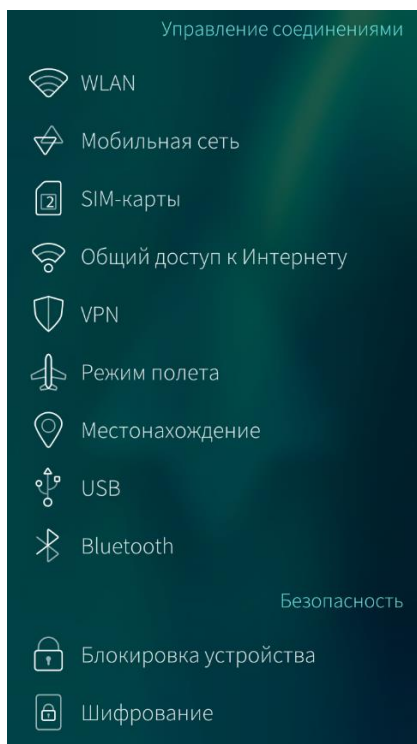 Управление соединениями
WLAN
Мобильная сеть
2
SIM-карты
Общий доступ к Интернету
VPN
Режим полета
Местонахождение
USB
Bluetooth
Безопасность
Блокировка устройства
Шифрование